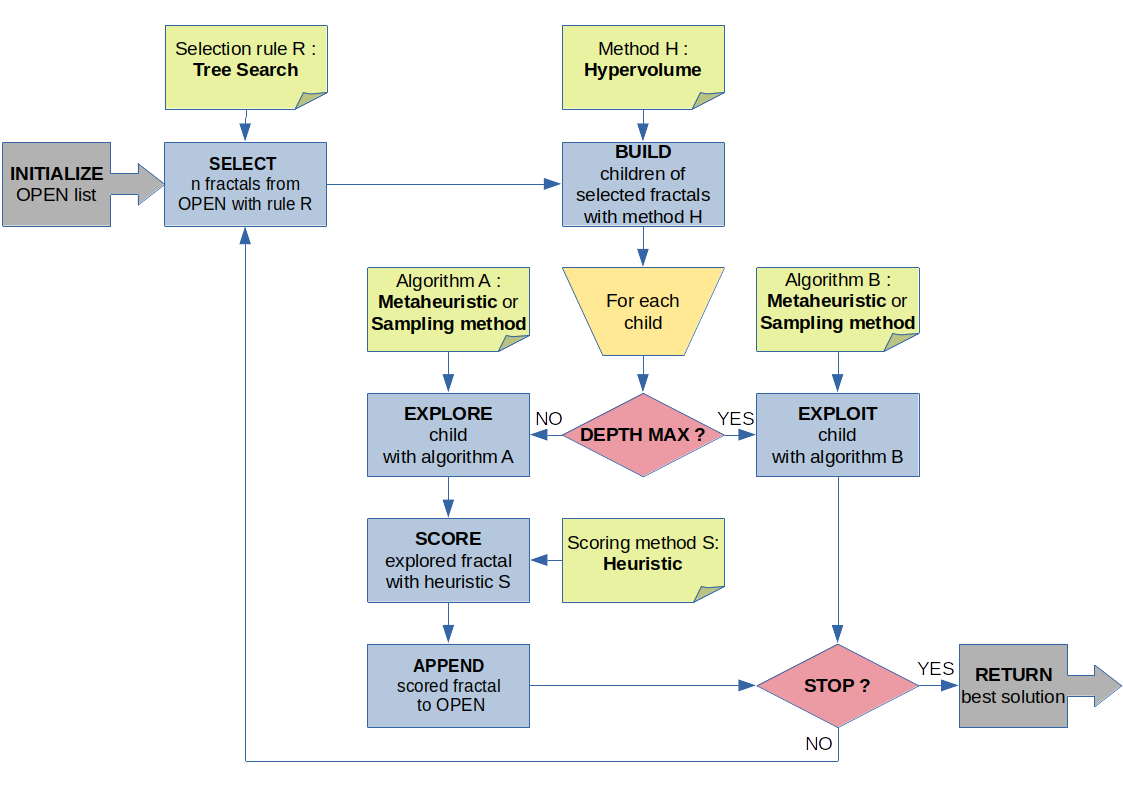 Selection rule R :
Tree Search
Method H :
Hypervolume
INITIALIZE
OPEN list
SELECT
n fractals from
OPEN with rule R
BUILD
children of
selected fractals
with method H
Algorithm A :
Metaheuristic or
Sampling method
For each
child
Algorithm B :
Metaheuristic or
Sampling method
EXPLORE
child
with algorithm A
NO
DEPTH MAX ?
YES
EXPLOIT
child
with algorithm B
SCORE
explored fractal
with heuristic S
Scoring method S:
Heuristic
APPEND
scored fractal
to OPEN
STOP ?
YES
RETURN
best solution
NO